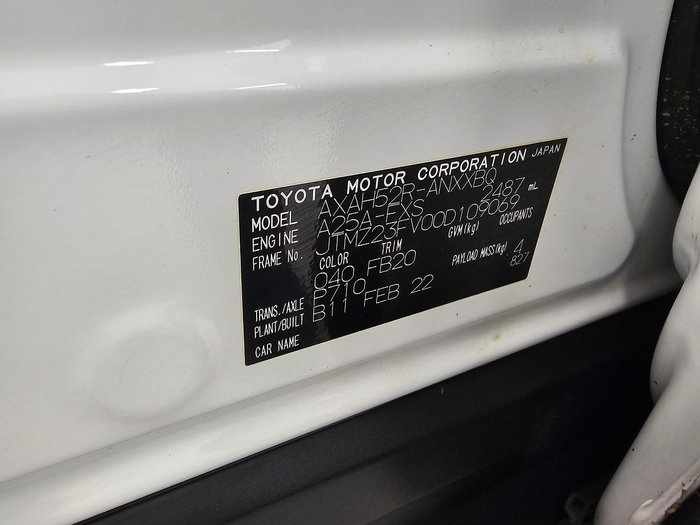 TOYOTA MOTOR CORPORATION JAPAN
MODEL AXAH52R-ANXXBQ
ENGINE A25A-FXS 2487 mL
FRAME No. JTMZ23FV00D109069
COLOR TRIM GVM(kg) OCCUPANTS
040 FB20 4
TRANS./AXLE P710 PAYLOAD MASS(kg) 827
PLANT/BUILT B11 FEB 22
CAR NAME